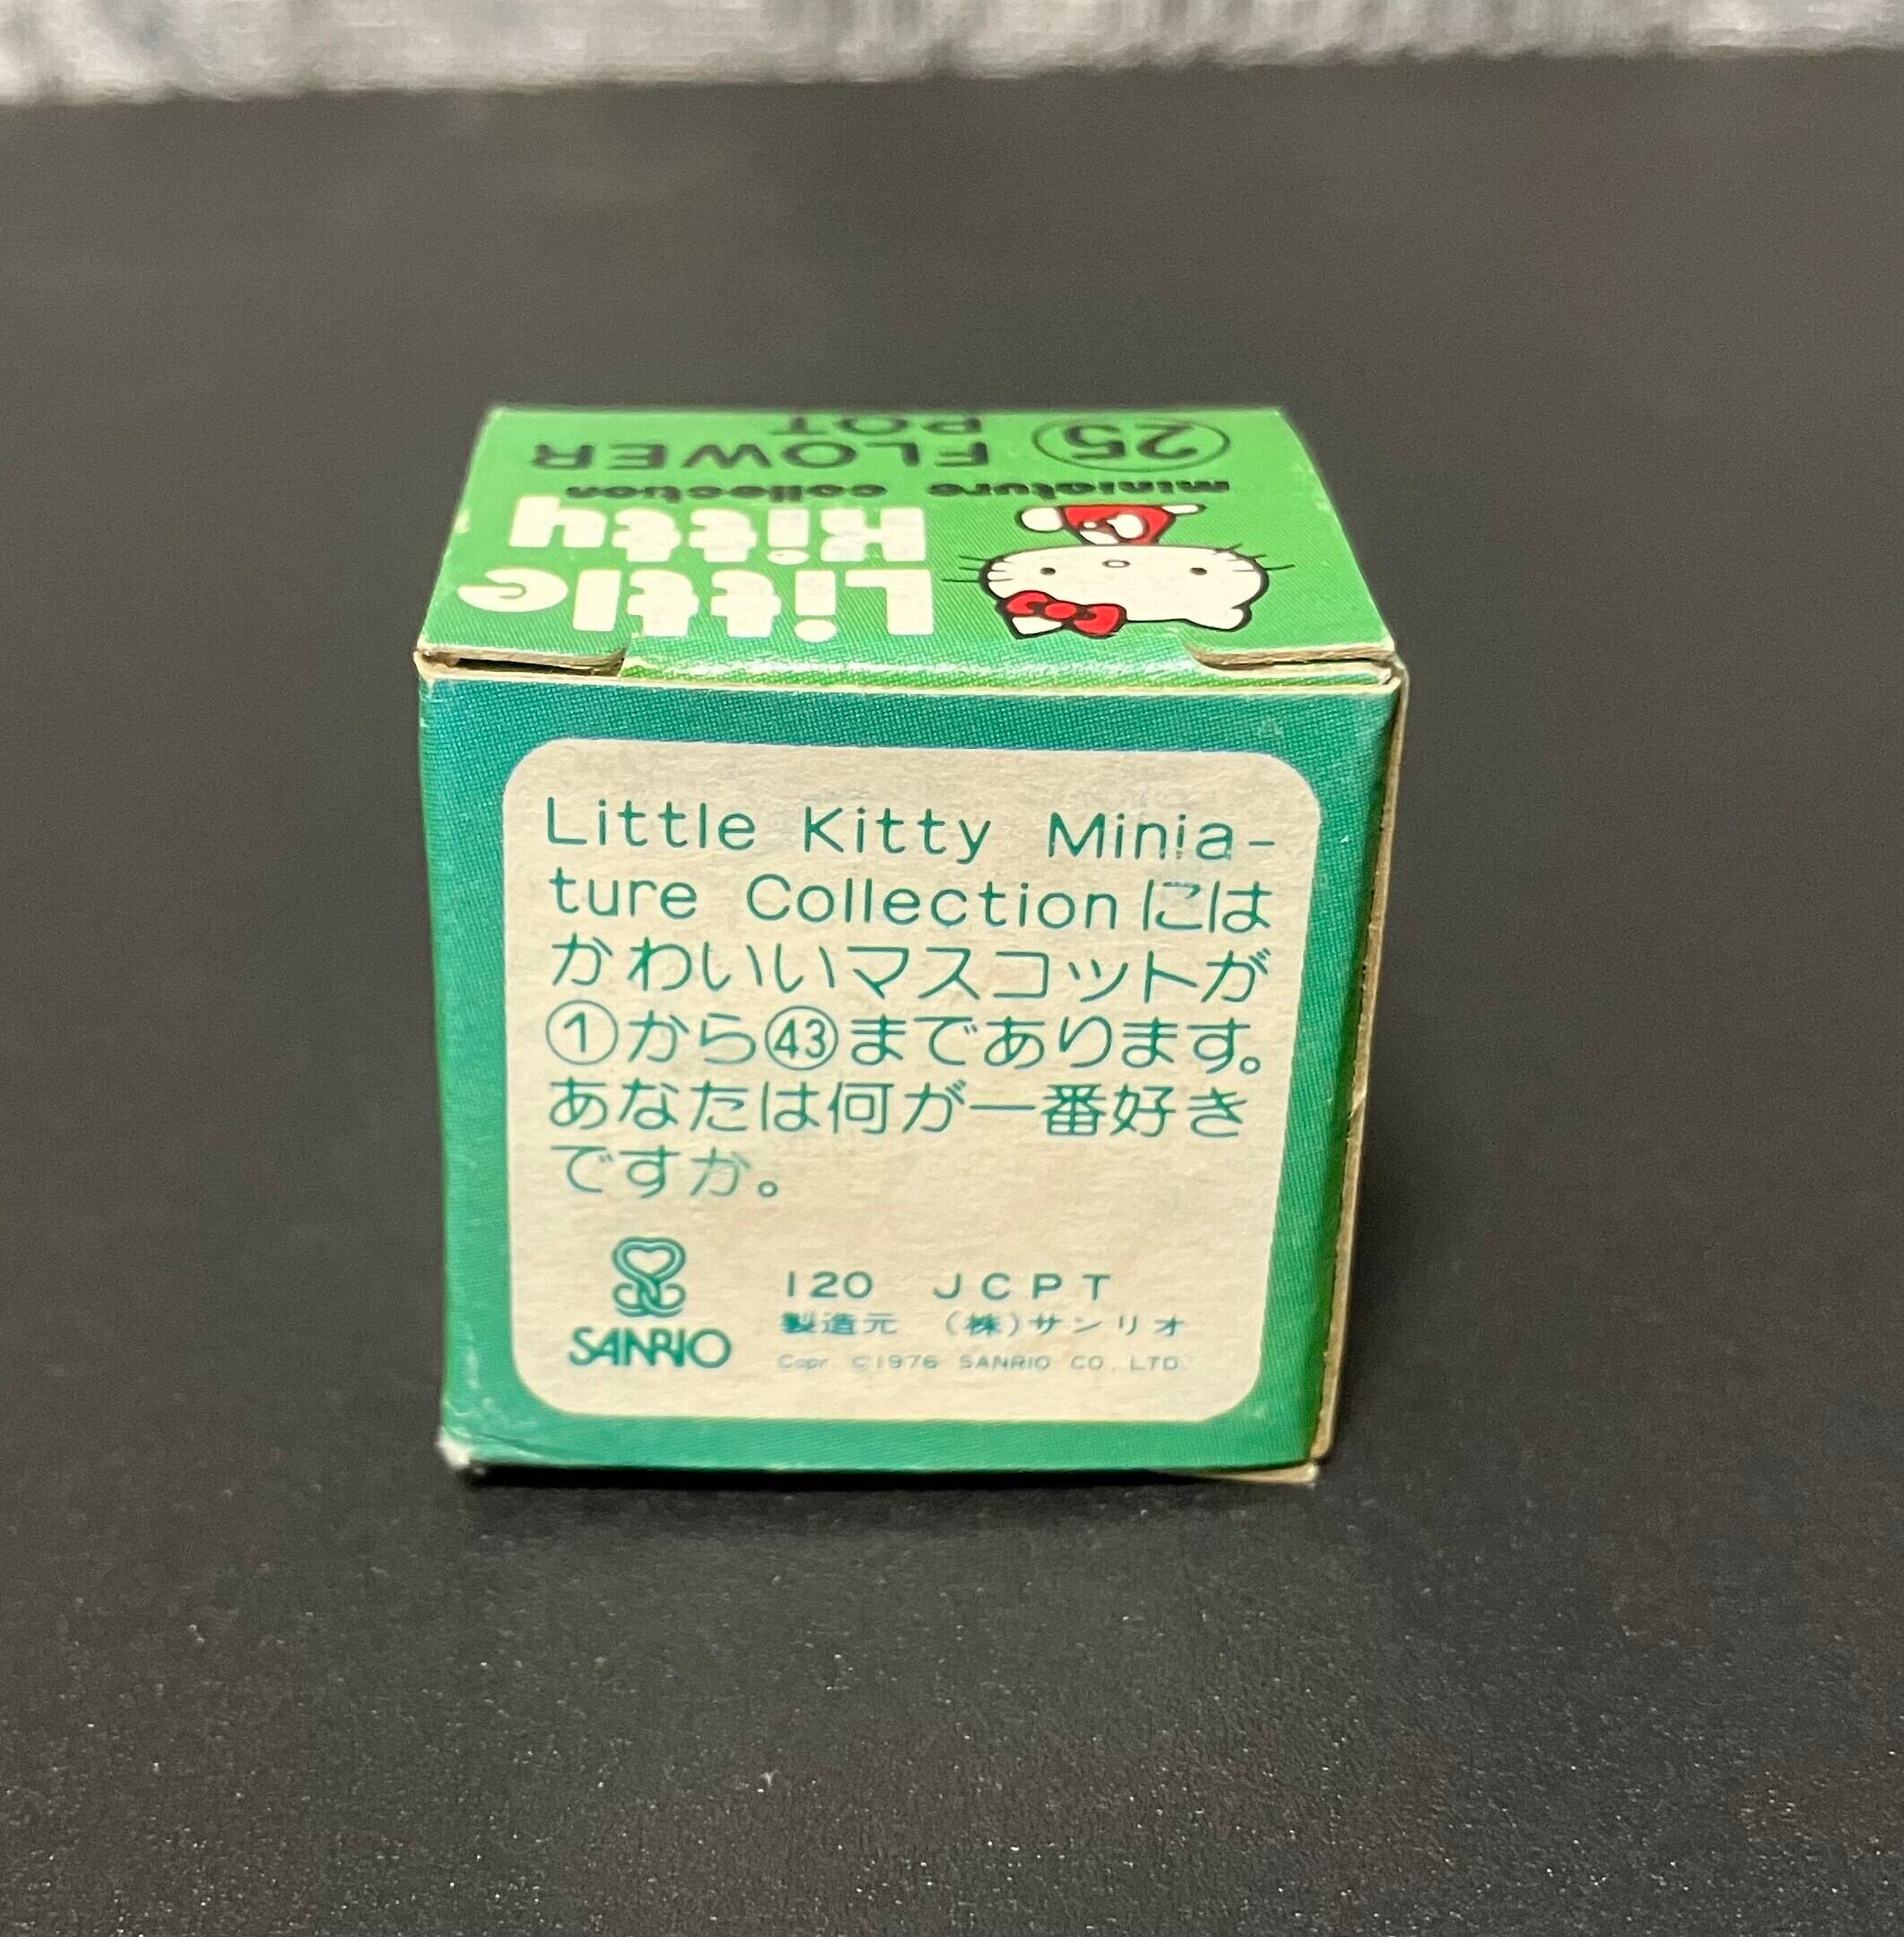 Little
Kitty
miniature collection
25 FLOWER
POT
Little Kitty Minia-
ture Collectionには
かわいいマスコットが
①から㊸まであります。
あなたは何が一番好き
ですか。
SANRIO
120 JCPT
製造元 (株)サンリオ
Copr. ©1976 SANRIO CO., LTD.